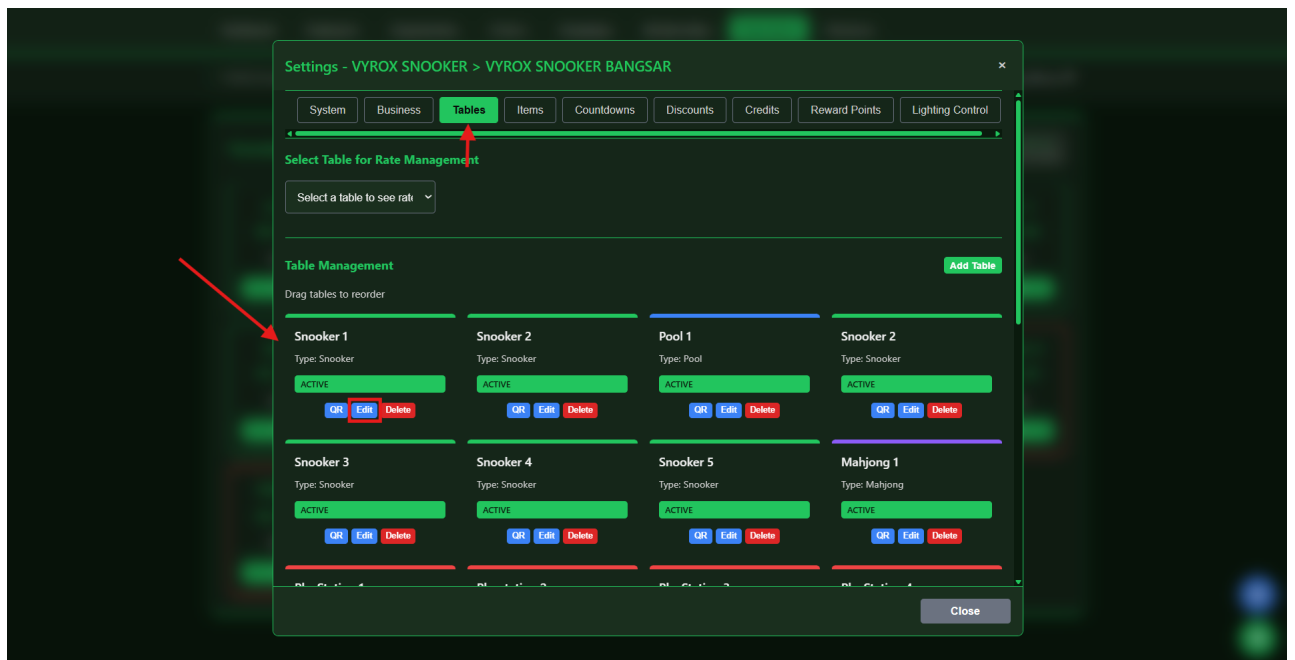 Settings - VYROX SNOOKER > VYROX SNOOKER BANGSAR ×
System Business Tables Items Countdowns Discounts Credits Reward Points Lighting Control
Select Table for Rate Management
Select a table to see rate
Table Management Add Table
Drag tables to reorder
Snooker 1 Snooker 2 Pool 1 Snooker 2
Type: Snooker Type: Snooker Type: Pool Type: Snooker
ACTIVE ACTIVE ACTIVE ACTIVE
QR Edit Delete QR Edit Delete QR Edit Delete QR Edit Delete
Snooker 3 Snooker 4 Snooker 5 Mahjong 1
Type: Snooker Type: Snooker Type: Snooker Type: Mahjong
ACTIVE ACTIVE ACTIVE ACTIVE
QR Edit Delete QR Edit Delete QR Edit Delete QR Edit Delete
Close